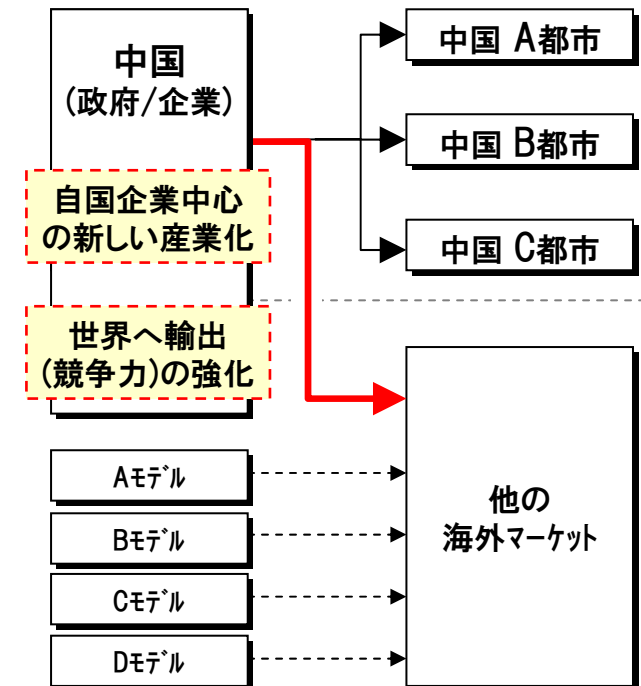 中国
(政府/企業)
自国企業中心
の新しい産業化
世界へ輸出
(競争力)の強化
中国 A都市
中国 B都市
中国 C都市
Aﾓﾃﾞﾙ
Bﾓﾃﾞﾙ
Cﾓﾃﾞﾙ
Dﾓﾃﾞﾙ
他の
海外ﾏｰｹｯﾄ